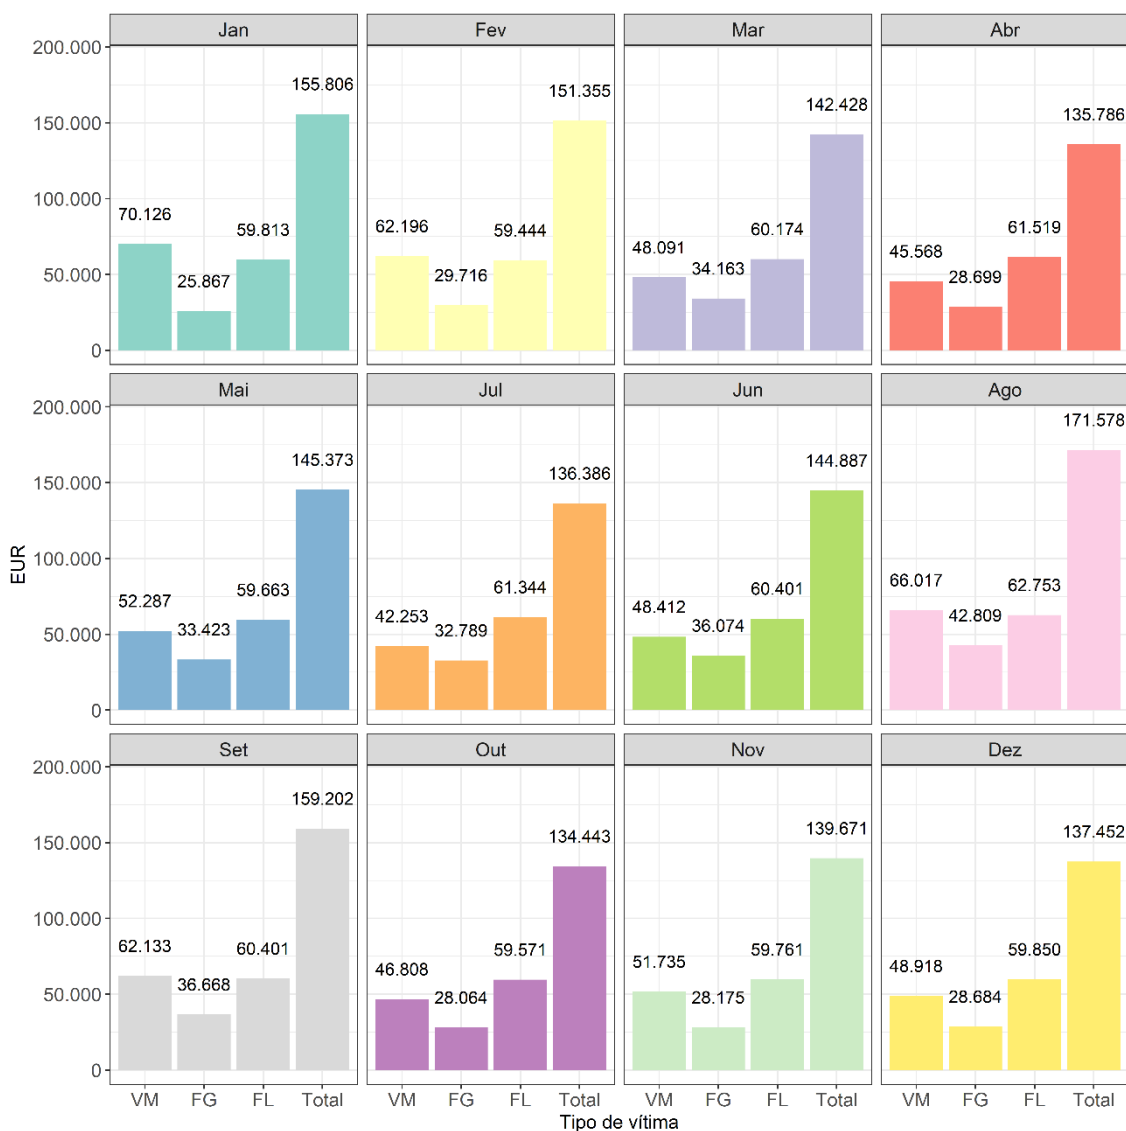 Jan Fev Mar Abr
200.000
150.000
100.000
50.000
0
70.126 25.867 59.813 155.806
62.196 29.716 59.444 151.355
48.091 34.163 60.174 142.428
45.568 28.699 61.519 135.786
Mai Jul Jun Ago
200.000
150.000
100.000
50.000
0
52.287 33.423 59.663 145.373
42.253 32.789 61.344 136.386
48.412 36.074 60.401 144.887
66.017 42.809 62.753 171.578
EUR
Set Out Nov Dez
200.000
150.000
100.000
50.000
0
62.133 36.668 60.401 159.202
46.808 28.064 59.571 134.443
51.735 28.175 59.761 139.671
48.918 28.684 59.850 137.452
VM FG FL Total VM FG FL Total VM FG FL Total VM FG FL Total
Tipo de vítima